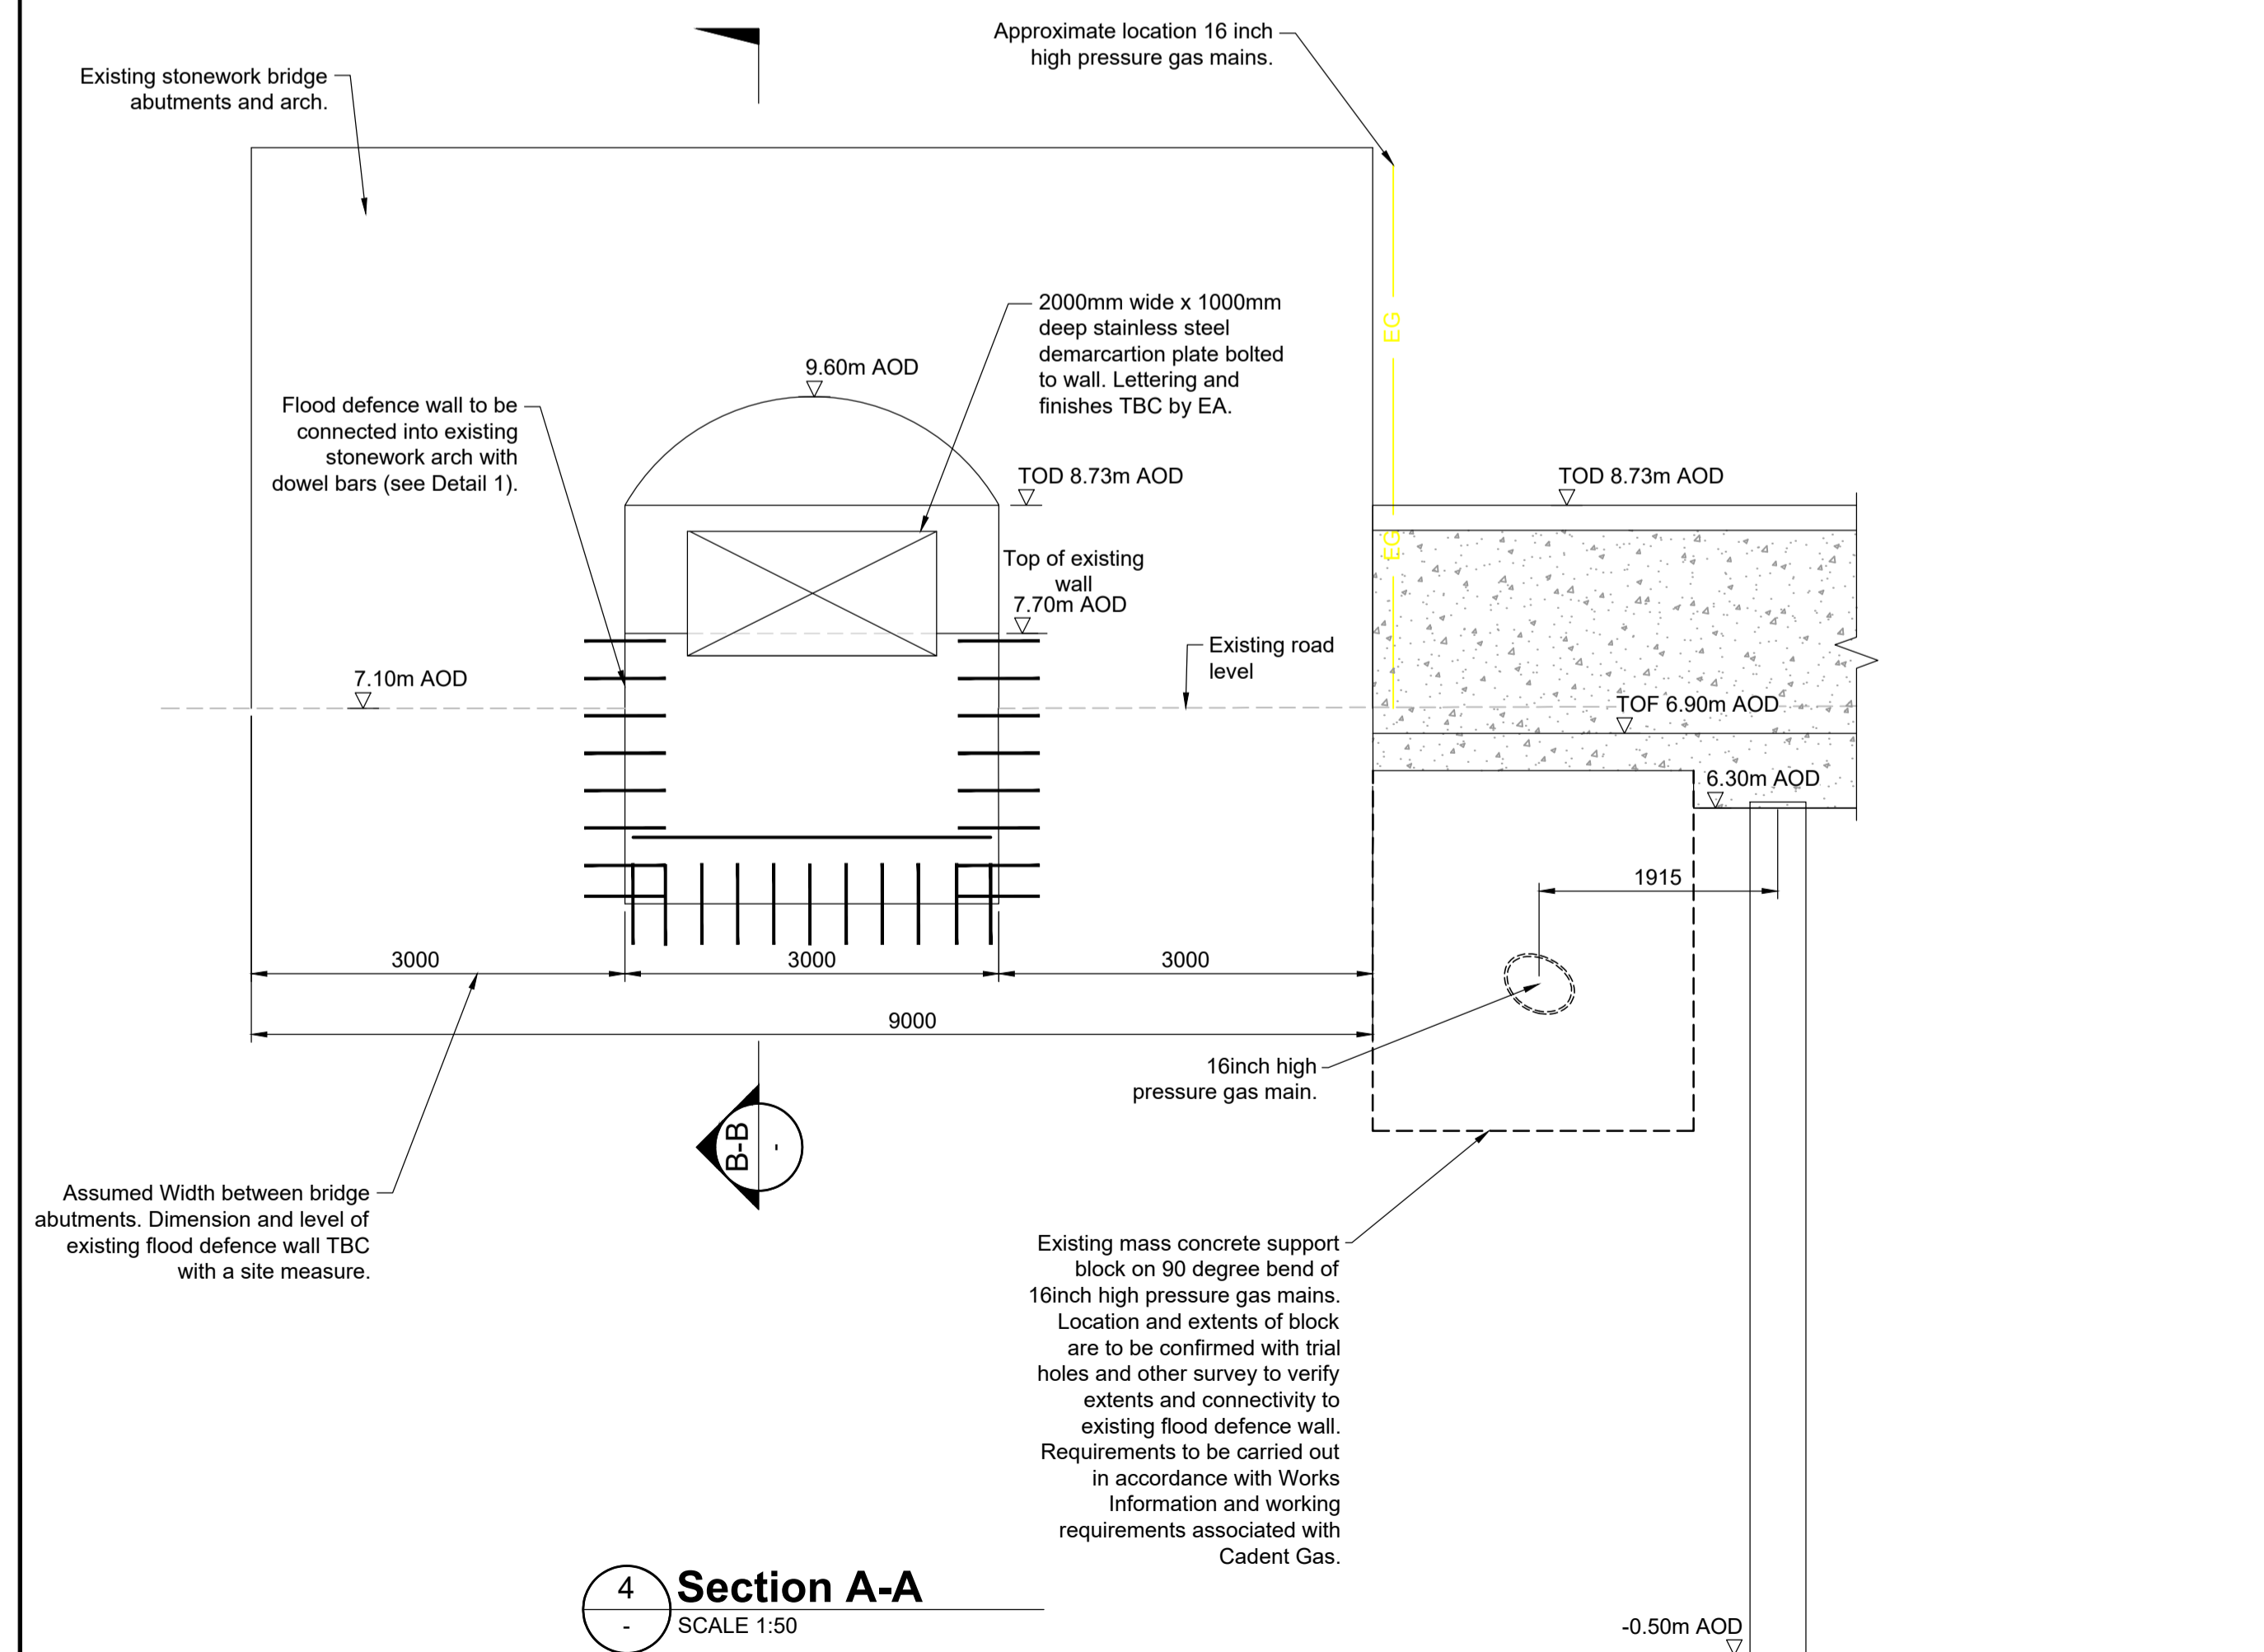 Approximate location 16 inch
high pressure gas mains.
Existing stonework bridge
abutments and arch.
2000mm wide x 1000mm
deep stainless steel
demarcartion plate bolted
to wall. Lettering and
finishes TBC by EA.
EG
9.60m AOD
Flood defence wall to be
connected into existing
stonework arch with
dowel bars (see Detail 1).
TOD 8.73m AOD
TOD 8.73m AOD
EG
Top of existing
wall
7.70m AOD
Existing road
level
7.10m AOD
TOF 6.90m AOD
6.30m AOD
1915
3000
3000
3000
9000
16inch high
pressure gas main.
B-B
-
Assumed Width between bridge
abutments. Dimension and level of
existing flood defence wall TBC
with a site measure.
Existing mass concrete support
block on 90 degree bend of
16inch high pressure gas mains.
Location and extents of block
are to be confirmed with trial
holes and other survey to verify
extents and connectivity to
existing flood defence wall.
Requirements to be carried out
in accordance with Works
Information and working
requirements associated with
Cadent Gas.
4
-
Section A-A
SCALE 1:50
-0.50m AOD